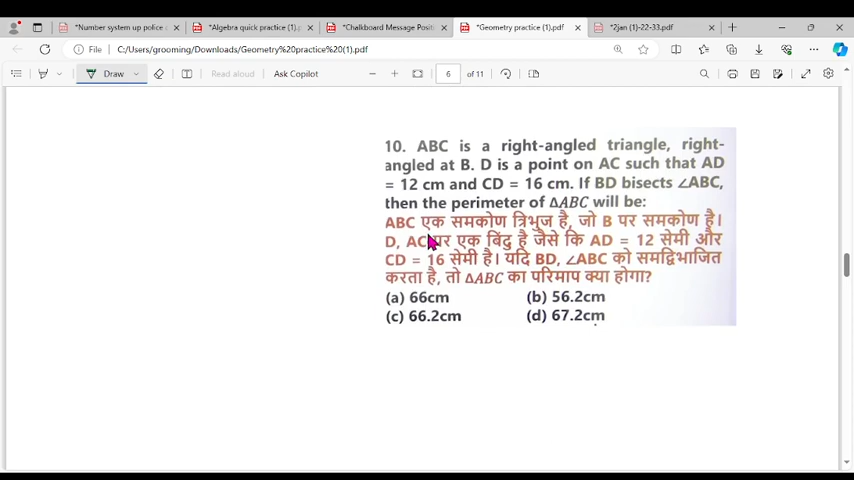 *Number system up police
*Algebra quick practice (1).p
*Chalkboard Message Posit
*Geometry practice (1).pdf
*2jan (1)-22-33.pdf
File
C:/Users/grooming/Downloads/Geometry%20practice%20(1).pdf
Draw
Read aloud
Ask Copilot
6
of 11
10. ABC is a right-angled triangle, right-
angled at B. D is a point on AC such that AD
= 12 cm and CD = 16 cm. If BD bisects ∠ABC,
then the perimeter of ΔABC will be:
ABC एक समकोण त्रिभुज है, जो B पर समकोण है।
D, AC पर एक बिंदु है जैसे कि AD = 12 सेमी और
CD = 16 सेमी है। यदि BD, ∠ABC को समद्विभाजित
करता है, तो ΔABC का परिमाप क्या होगा?
(a) 66cm (b) 56.2cm
(c) 66.2cm (d) 67.2cm